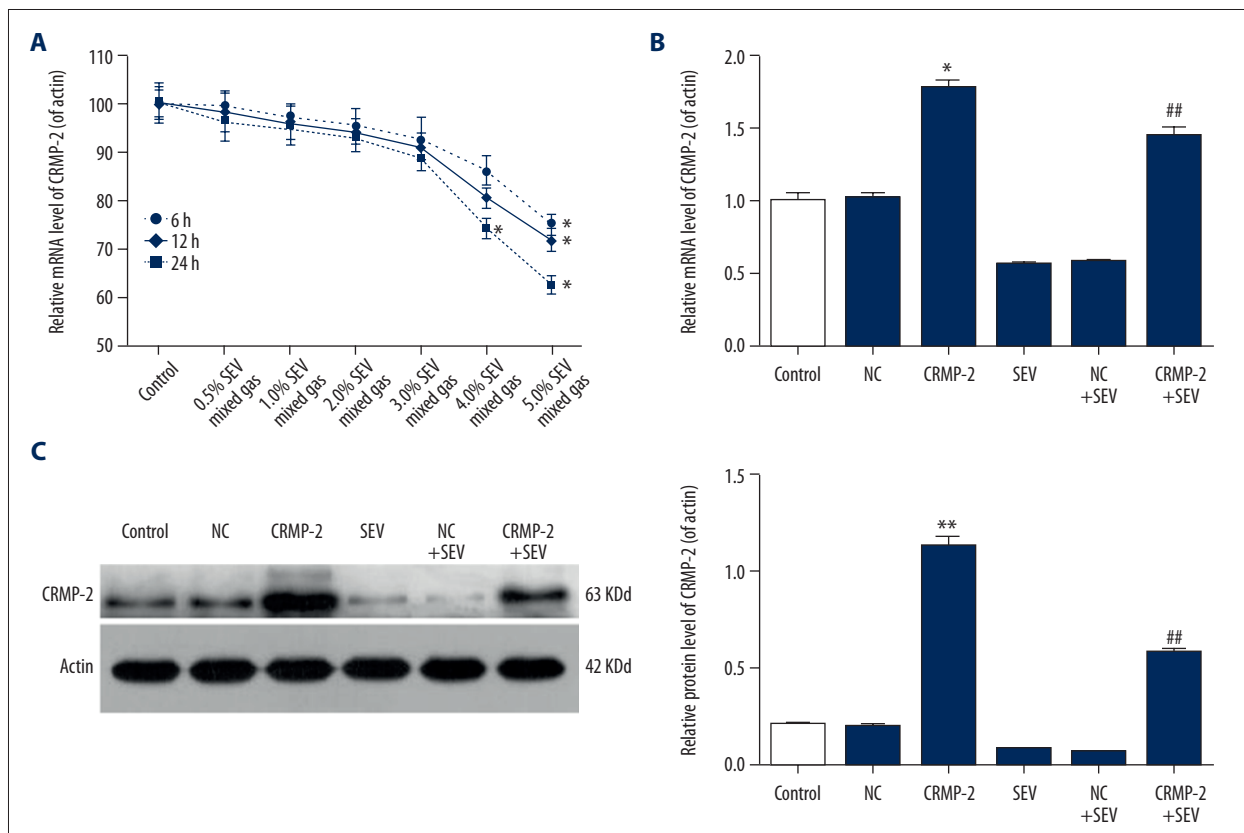 A
Relative mRNA level of CRMP-2 (of actin)
110
100
90
80
70
60
50
6 h
12 h
24 h
*
*
*
*
Control
0.5% SEV
mixed gas
1.0% SEV
mixed gas
2.0% SEV
mixed gas
3.0% SEV
mixed gas
4.0% SEV
mixed gas
5.0% SEV
mixed gas
B
Relative mRNA level of CRMP-2 (of actin)
2.0
1.5
1.0
0.5
0.0
*
##
Control
NC
CRMP-2
SEV
NC
+SEV
CRMP-2
+SEV
C
Control
NC
CRMP-2
SEV
NC
+SEV
CRMP-2
+SEV
CRMP-2
63 KDd
Actin
42 KDd
Relative protein level of CRMP-2 (of actin)
1.5
1.0
0.5
0.0
**
##
Control
NC
CRMP-2
SEV
NC
+SEV
CRMP-2
+SEV